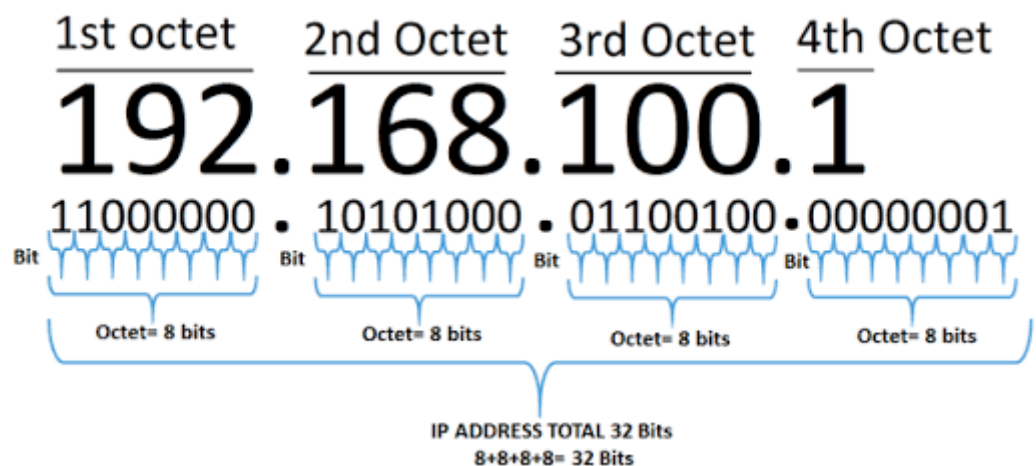 1st octet 2nd Octet 3rd Octet 4th Octet
192.168.100.1
11000000.10101000.01100100.00000001
Bit Bit Bit Bit
Octet= 8 bits Octet= 8 bits Octet= 8 bits Octet= 8 bits
IP ADDRESS TOTAL 32 Bits
8+8+8+8= 32 Bits